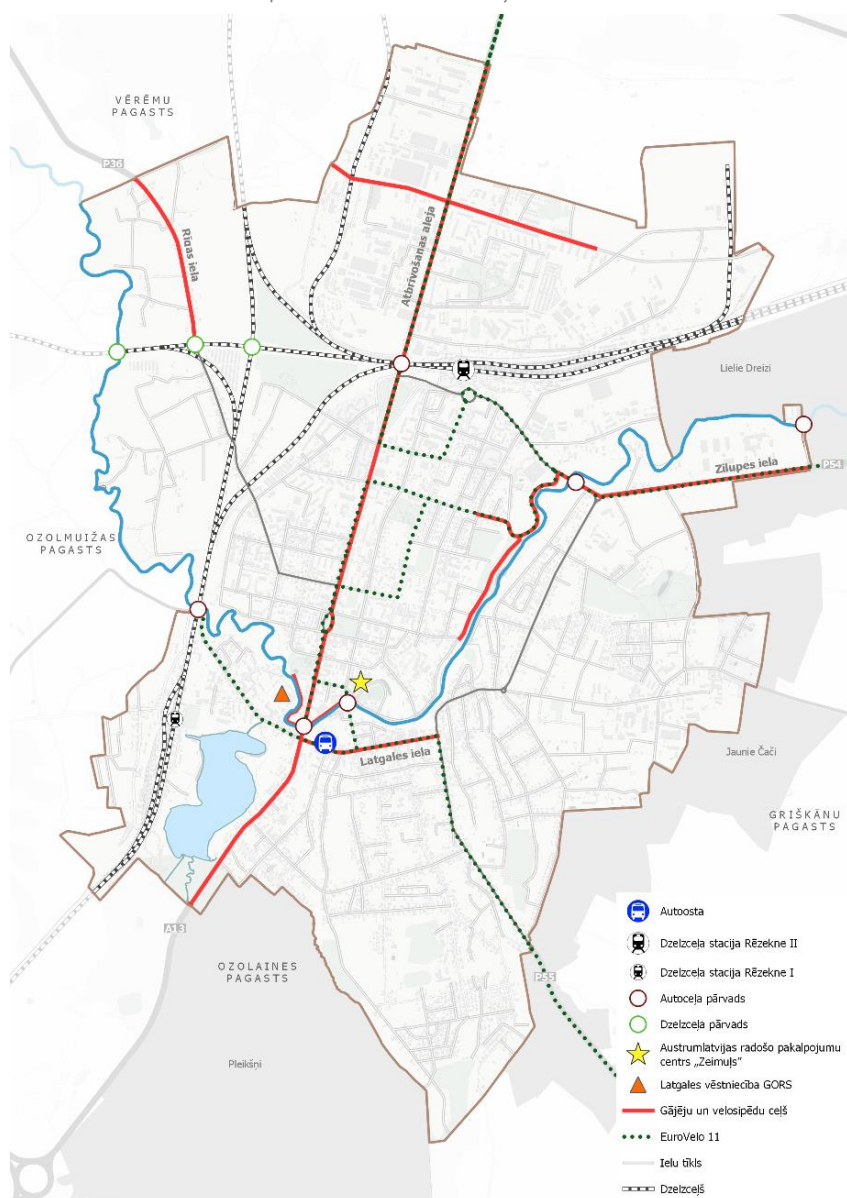 VĒRĒMU
PAGASTS
P36
Rīgas iela
Atbrīvošanas aleja
Lielie Dreizi
Zilupes iela
P54
OZOLMUIŽAS
PAGASTS
Latgales iela
Jaunie Čači
GRIŠKĀNU
PAGASTS
A13
OZOLAINES
PAGASTS
P55
Pleikšņi
Autoosta
Dzelzceļa stacija Rēzekne II
Dzelzceļa stacija Rēzekne I
Autoceļa pārvads
Dzelzceļa pārvads
Austrumlatvijas radošo pakalpojumu
centrs „Zeimuļs"
Latgales vēstniecība GORS
Gājēju un velosipēdu ceļš
EuroVelo 11
Ielu tīkls
Dzelzceļš